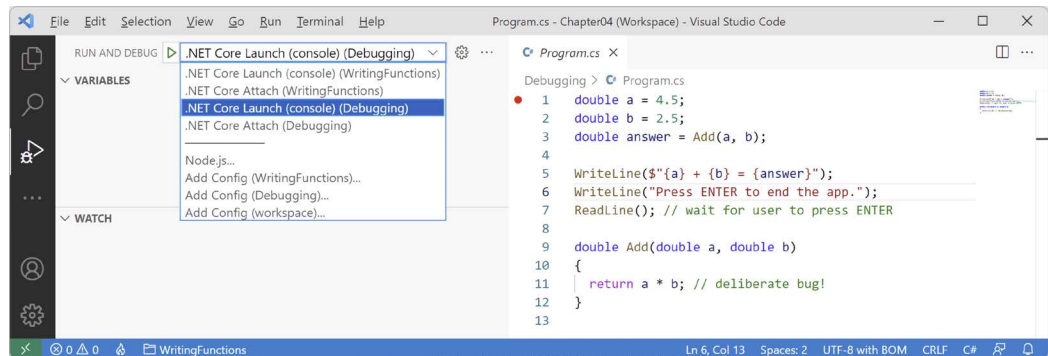 File Edit Selection View Go Run Terminal Help Program.cs - Chapter04 (Workspace) - Visual Studio Code
RUN AND DEBUG .NET Core Launch (console) (Debugging) ...
.NET Core Launch (console) (WritingFunctions)
.NET Core Attach (WritingFunctions)
.NET Core Launch (console) (Debugging)
.NET Core Attach (Debugging)
Node.js...
Add Config (WritingFunctions)...
Add Config (Debugging)...
Add Config (workspace)...
VARIABLES
WATCH
C# Program.cs
Debugging > C# Program.cs
1 double a = 4.5;
2 double b = 2.5;
3 double answer = Add(a, b);
4
5 WriteLine($"{a} + {b} = {answer}");
6 WriteLine("Press ENTER to end the app.");
7 ReadLine(); // wait for user to press ENTER
8
9 double Add(double a, double b)
10 {
11 return a * b; // deliberate bug!
12 }
13
0 0 WritingFunctions Ln 6, Col 13 Spaces: 2 UTF-8 with BOM CRLF C#